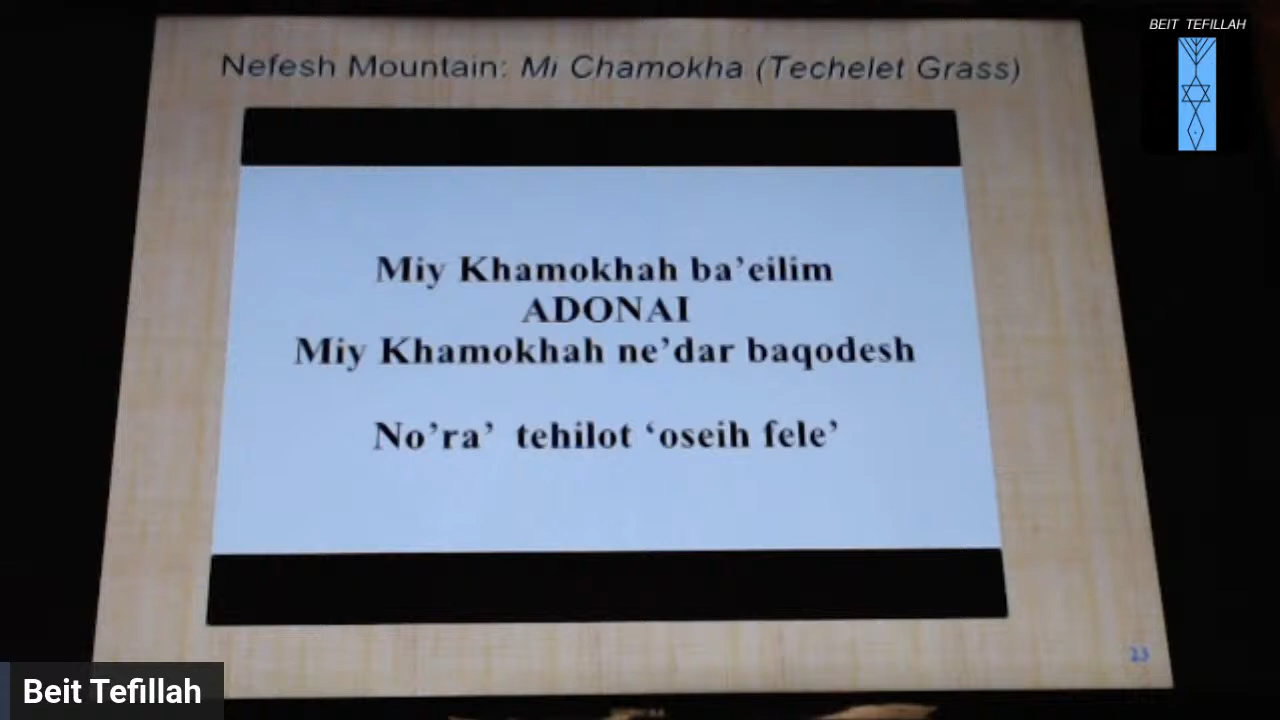 BEIT TEFILLAH
Nefesh Mountain: Mi Chamokha (Techelet Grass)
Miy Khamokhah ba’eilim
ADONAI
Miy Khamokhah ne’dar baqodesh
No’ra’ tehilot ‘oseih fele’
23
Beit Tefillah